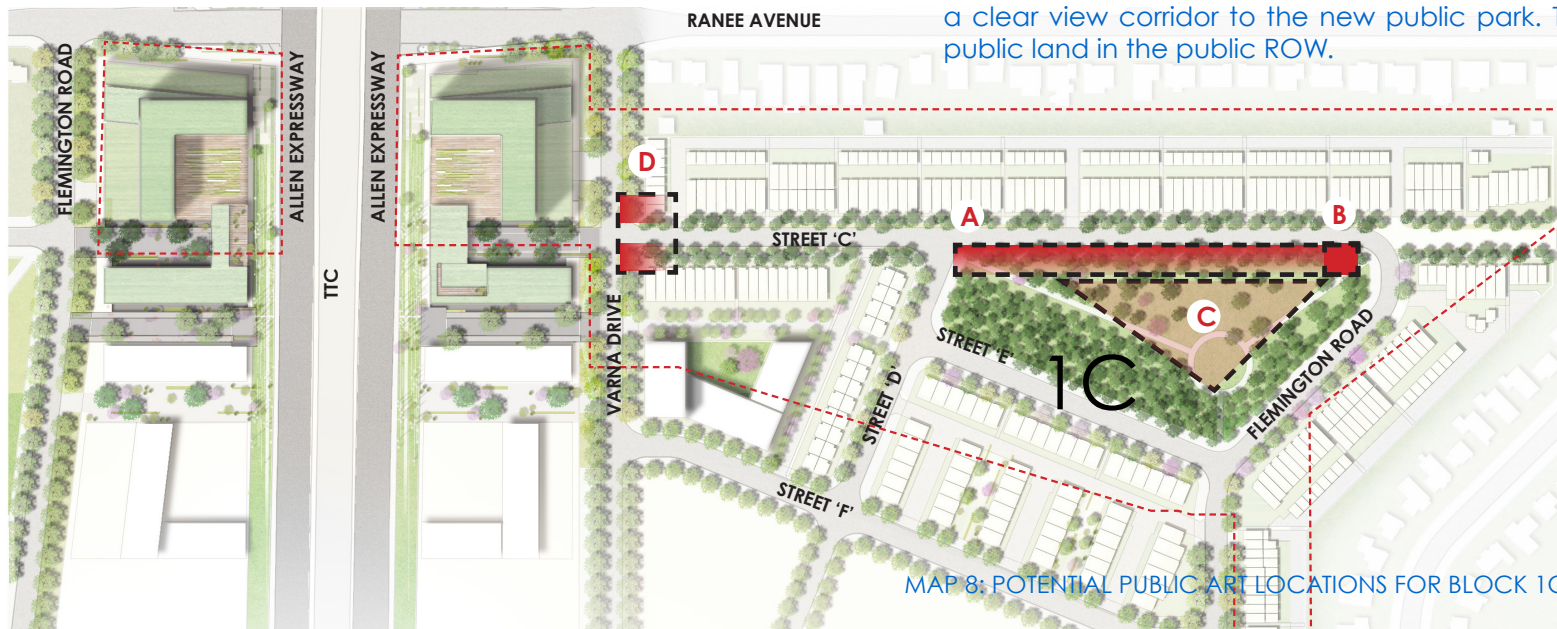 RANEE AVENUE
a clear view corridor to the new public park. T
public land in the public ROW.
FLEMINGTON ROAD
ALLEN EXPRESSWAY
TTC
ALLEN EXPRESSWAY
D
A
B
STREET 'C'
C
VARNA DRIVE
STREET 'E'
1C
STREET 'D'
FLEMINGTON ROAD
STREET 'F'
MAP 8: POTENTIAL PUBLIC ART LOCATIONS FOR BLOCK 1C